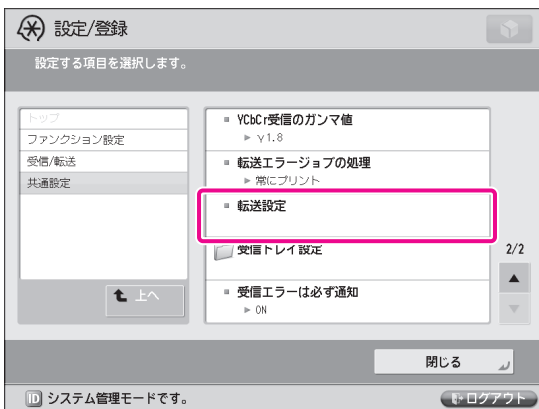 設定/登録
設定する項目を選択します。
トップ
ファンクション設定
受信/転送
共通設定
上へ
YCbCr受信のガンマ値
γ1.8
転送エラージョブの処理
常にプリント
転送設定
受信トレイ設定
受信エラーは必ず通知
ON
2/2
閉じる
ID システム管理モードです。
ログアウト